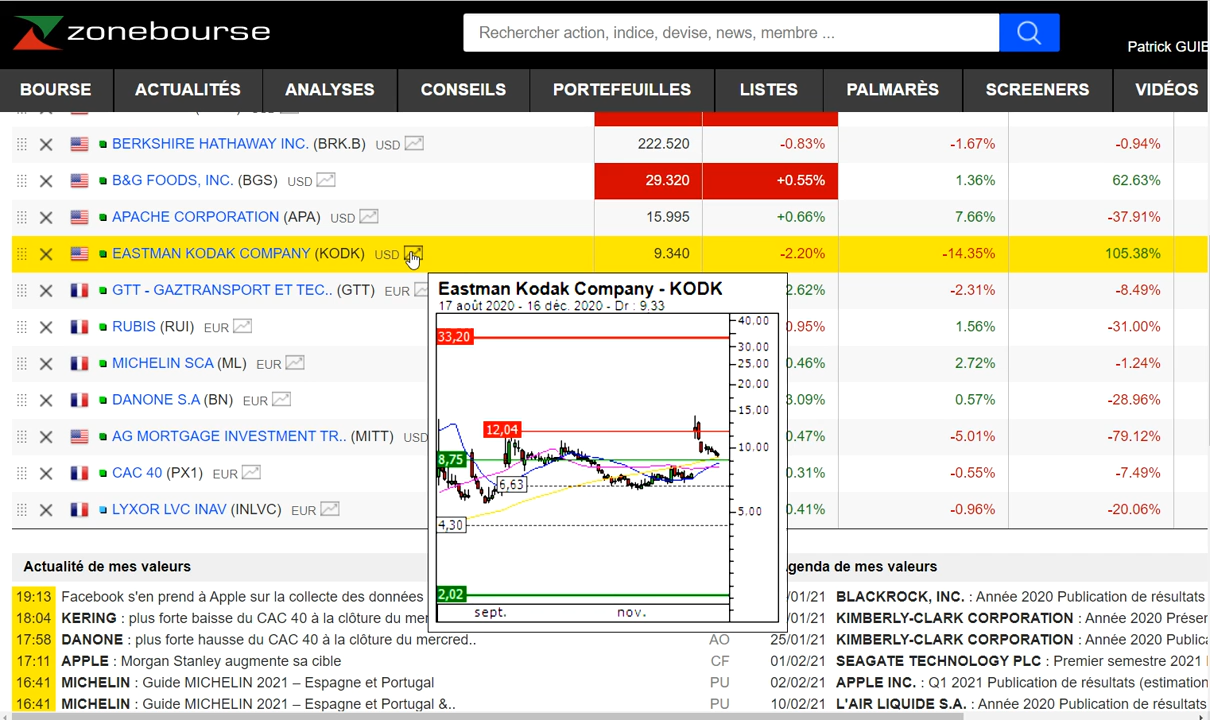 zonebourse
Rechercher action, indice, devise, news, membre ...
Patrick GUIE
BOURSE ACTUALITÉS ANALYSES CONSEILS PORTEFEUILLES LISTES PALMARÈS SCREENERS VIDÉOS
BERKSHIRE HATHAWAY INC. (BRK.B) USD 222.520 -0.83% -1.67% -0.94%
B&G FOODS, INC. (BGS) USD 29.320 +0.55% 1.36% 62.63%
APACHE CORPORATION (APA) USD 15.995 +0.66% 7.66% -37.91%
EASTMAN KODAK COMPANY (KODK) USD 9.340 -2.20% -14.35% 105.38%
GTT - GAZTRANSPORT ET TEC.. (GTT) EUR 2.62% -2.31% -8.49%
RUBIS (RUI) EUR 0.95% 1.56% -31.00%
MICHELIN SCA (ML) EUR 0.46% 2.72% -1.24%
DANONE S.A (BN) EUR 3.09% 0.57% -28.96%
AG MORTGAGE INVESTMENT TR.. (MITT) USD 0.47% -5.01% -79.12%
CAC 40 (PX1) EUR 0.31% -0.55% -7.49%
LYXOR LVC INAV (INLVC) EUR 0.41% -0.96% -20.06%
Eastman Kodak Company - KODK
17 août 2020 - 16 déc. 2020 - Dr : 9.33
40.00
33,20
30.00
25.00
20.00
15.00
12,04
10.00
8,75
6,63
5.00
4,30
2,02
sept. nov.
Actualité de mes valeurs
19:13 Facebook s'en prend à Apple sur la collecte des données
18:04 KERING : plus forte baisse du CAC 40 à la clôture du mer
17:58 DANONE : plus forte hausse du CAC 40 à la clôture du mercred.. AO
17:11 APPLE : Morgan Stanley augmente sa cible CF
16:41 MICHELIN : Guide MICHELIN 2021 – Espagne et Portugal PU
16:41 MICHELIN : Guide MICHELIN 2021 – Espagne et Portugal &.. PU
genda de mes valeurs
/01/21 BLACKROCK, INC. : Année 2020 Publication de résultats
/01/21 KIMBERLY-CLARK CORPORATION : Année 2020 Préser
25/01/21 KIMBERLY-CLARK CORPORATION : Année 2020 Publica
01/02/21 SEAGATE TECHNOLOGY PLC : Premier semestre 2021
02/02/21 APPLE INC. : Q1 2021 Publication de résultats (estimation
10/02/21 L'AIR LIQUIDE S.A. : Année 2020 Publication de résultats